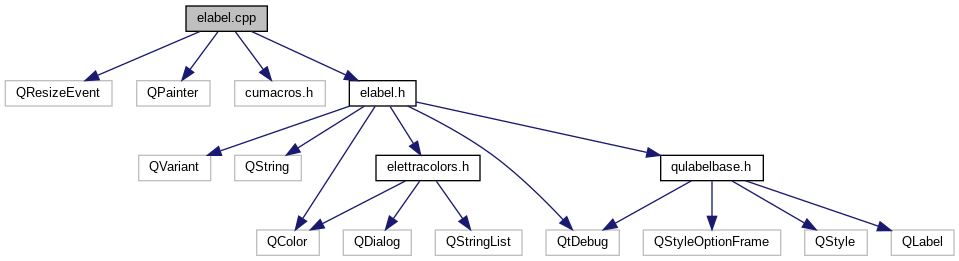 elabel.cpp
QResizeEvent
QPainter
cumacros.h
elabel.h
QVariant
QString
elettracolors.h
qulabelbase.h
QColor
QDialog
QStringList
QtDebug
QStyleOptionFrame
QStyle
QLabel